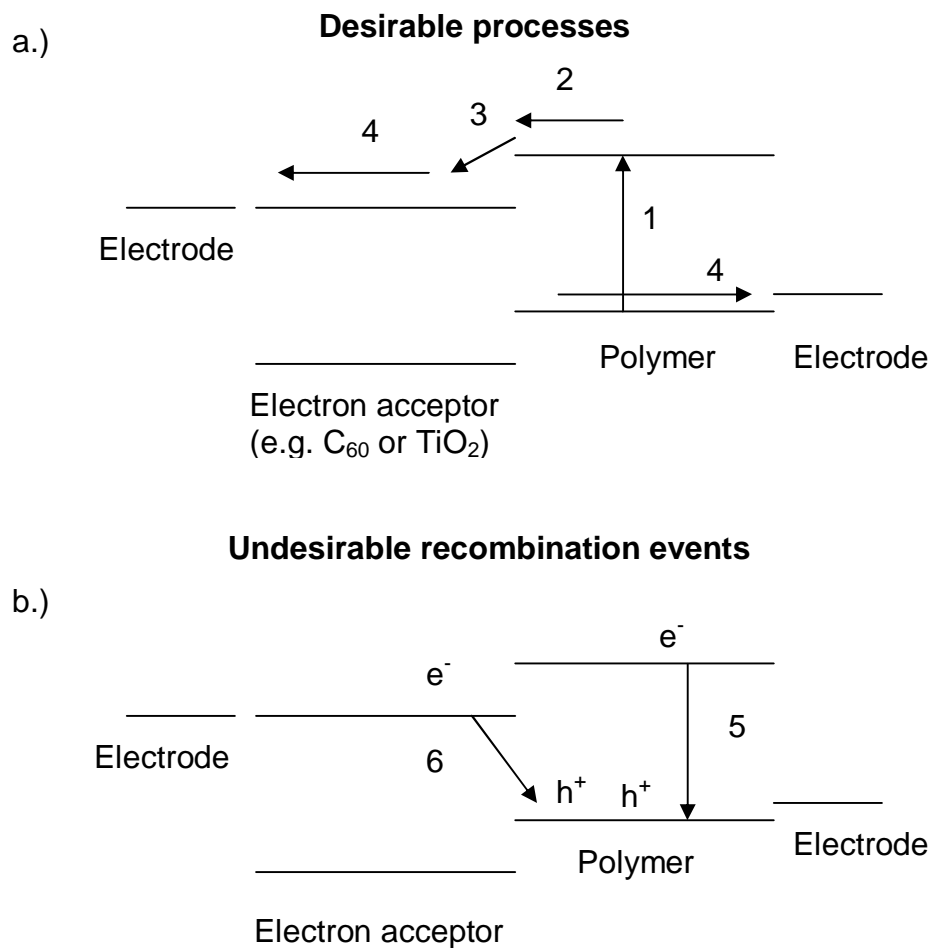 a.)
Desirable processes
2
3
4
1
Electrode
4
Polymer
Electrode
Electron acceptor
(e.g. C₆₀ or TiO₂)
Undesirable recombination events
b.)
e⁻
e⁻
5
Electrode
6
h⁺ h⁺
Electrode
Polymer
Electron acceptor